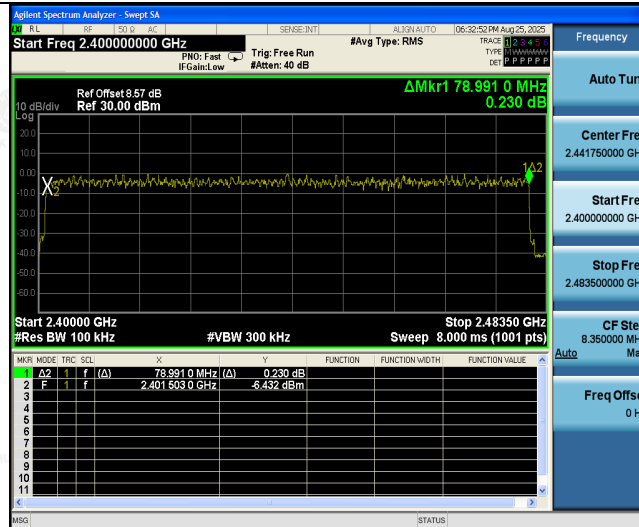 Agilent Spectrum Analyzer - Swept SA
LXI RL RF 50 Ω AC SENSE:INT ALIGN AUTO 06:32:52 PM Aug 25, 2025
Start Freq 2.400000000 GHz #Avg Type: RMS TRACE 1 2 3 4 5 6
PNO: Fast Trig: Free Run TYPE M
IFGain:Low #Atten: 40 dB DET P P P P P P
Ref Offset 8.57 dB ΔMkr1 78.991 0 MHz
10 dB/div Ref 30.00 dBm 0.230 dB
Log
20.0
10.0
0.00
-10.0
-20.0
-30.0
-40.0
-50.0
-60.0
1Δ2
X2
Start 2.40000 GHz Stop 2.48350 GHz
#Res BW 100 kHz #VBW 300 kHz Sweep 8.000 ms (1001 pts)
MKR MODE TRC SCL X Y FUNCTION FUNCTION WIDTH FUNCTION VALUE
1 Δ2 1 f (Δ) 78.991 0 MHz (Δ) 0.230 dB
2 F 1 f 2.401 503 0 GHz -6.432 dBm
3
4
5
6
7
8
9
10
11
MSG STATUS
Frequency
Auto Tun
Center Fre
2.441750000 GH
Start Fre
2.400000000 GH
Stop Fre
2.483500000 GH
CF Ste
8.350000 MH
Auto Ma
Freq Offse
0 H